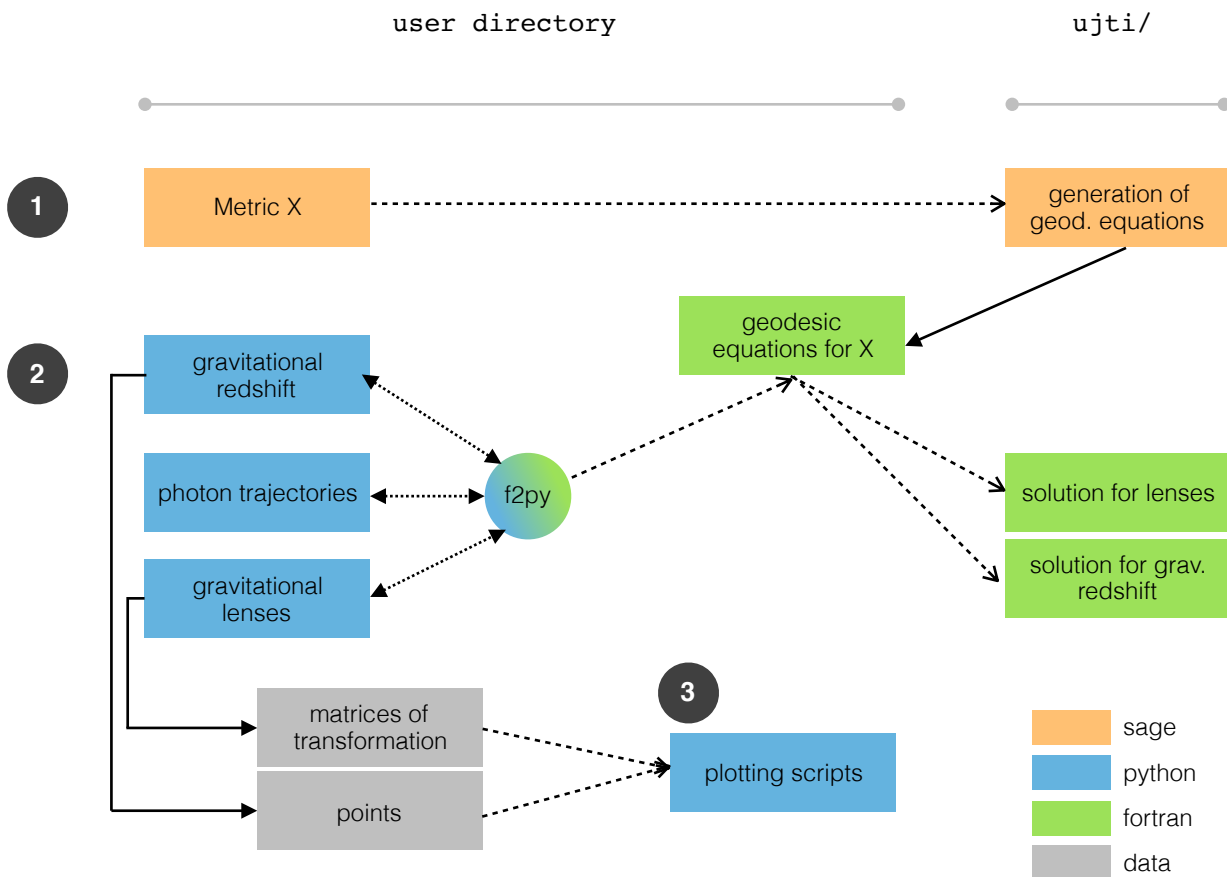 user directory
ujti/
1
Metric X
generation of
geod. equations
geodesic
equations for X
2
gravitational
redshift
photon trajectories
f2py
solution for lenses
gravitational
lenses
solution for grav.
redshift
3
matrices of
transformation
plotting scripts
points
sage
python
fortran
data